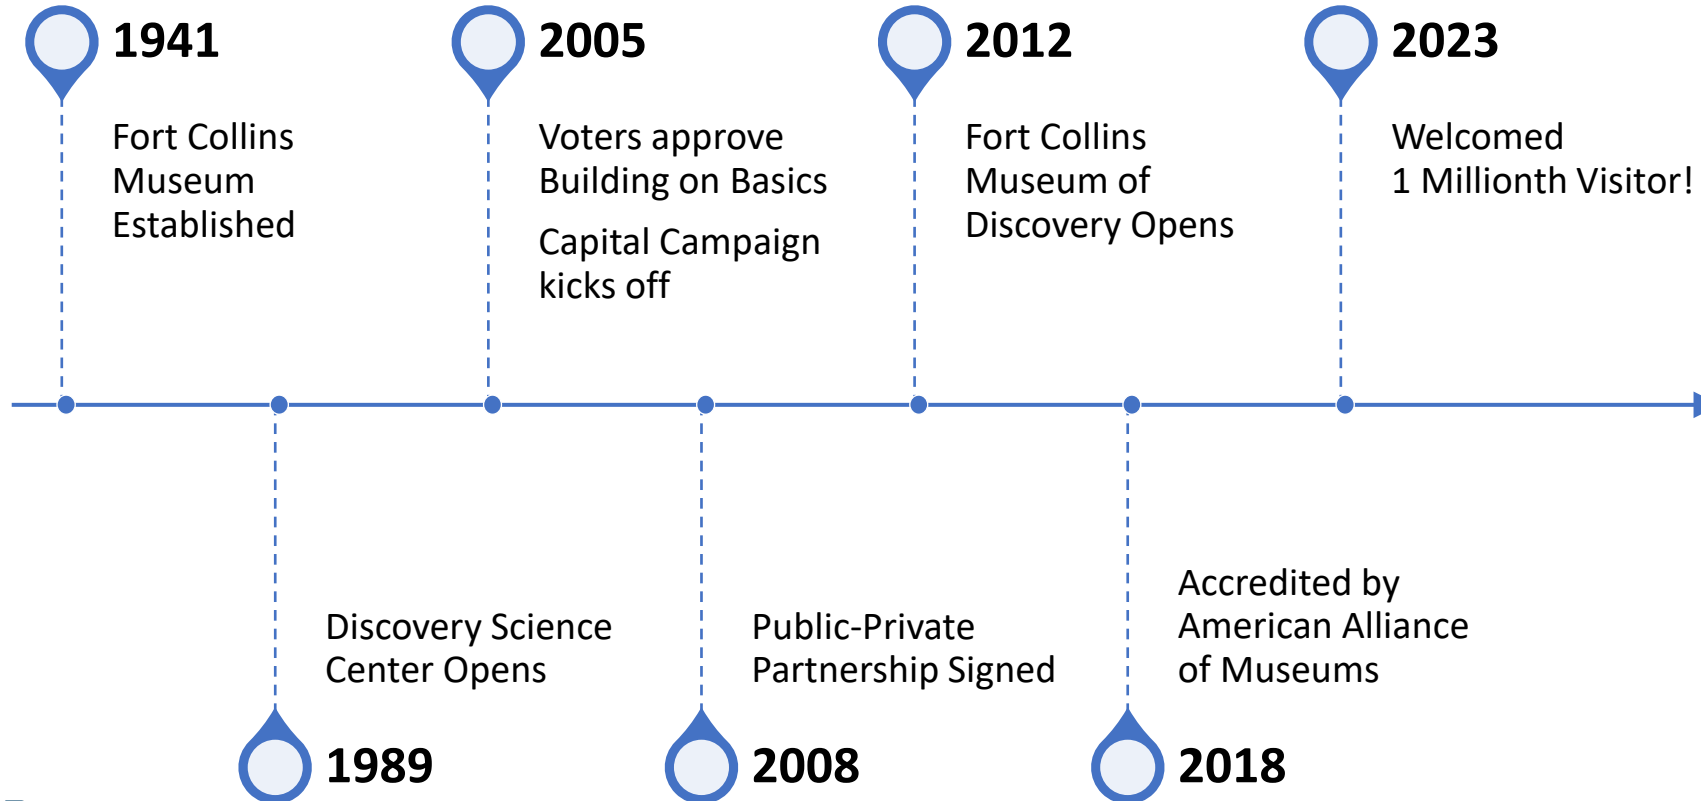 1941
Fort Collins
Museum
Established
2005
Voters approve
Building on Basics
Capital Campaign
kicks off
2012
Fort Collins
Museum of
Discovery Opens
2023
Welcomed
1 Millionth Visitor!
Discovery Science
Center Opens
1989
Public-Private
Partnership Signed
2008
Accredited by
American Alliance
of Museums
2018